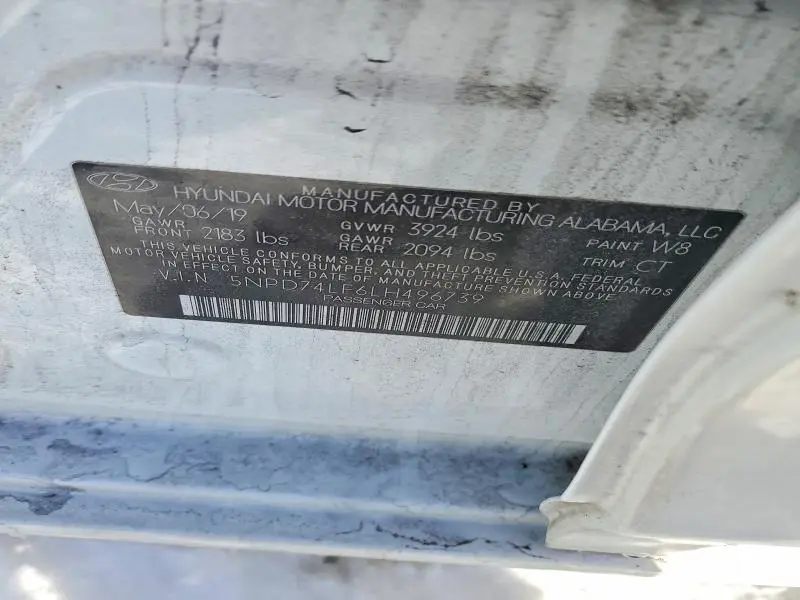 MANUFACTURED BY
HYUNDAI MOTOR MANUFACTURING ALABAMA, LLC
May/06/19 GVWR 3924 lbs PAINT W8
GAWR FRONT 2183 lbs GAWR REAR 2094 lbs TRIM CT
THIS VEHICLE CONFORMS TO ALL APPLICABLE U.S.A. FEDERAL
MOTOR VEHICLE SAFETY, BUMPER, AND THEFT PREVENTION STANDARDS
IN EFFECT ON THE DATE OF MANUFACTURE SHOWN ABOVE.
V.I.N 5NPD74LF6LH496739
PASSENGER CAR